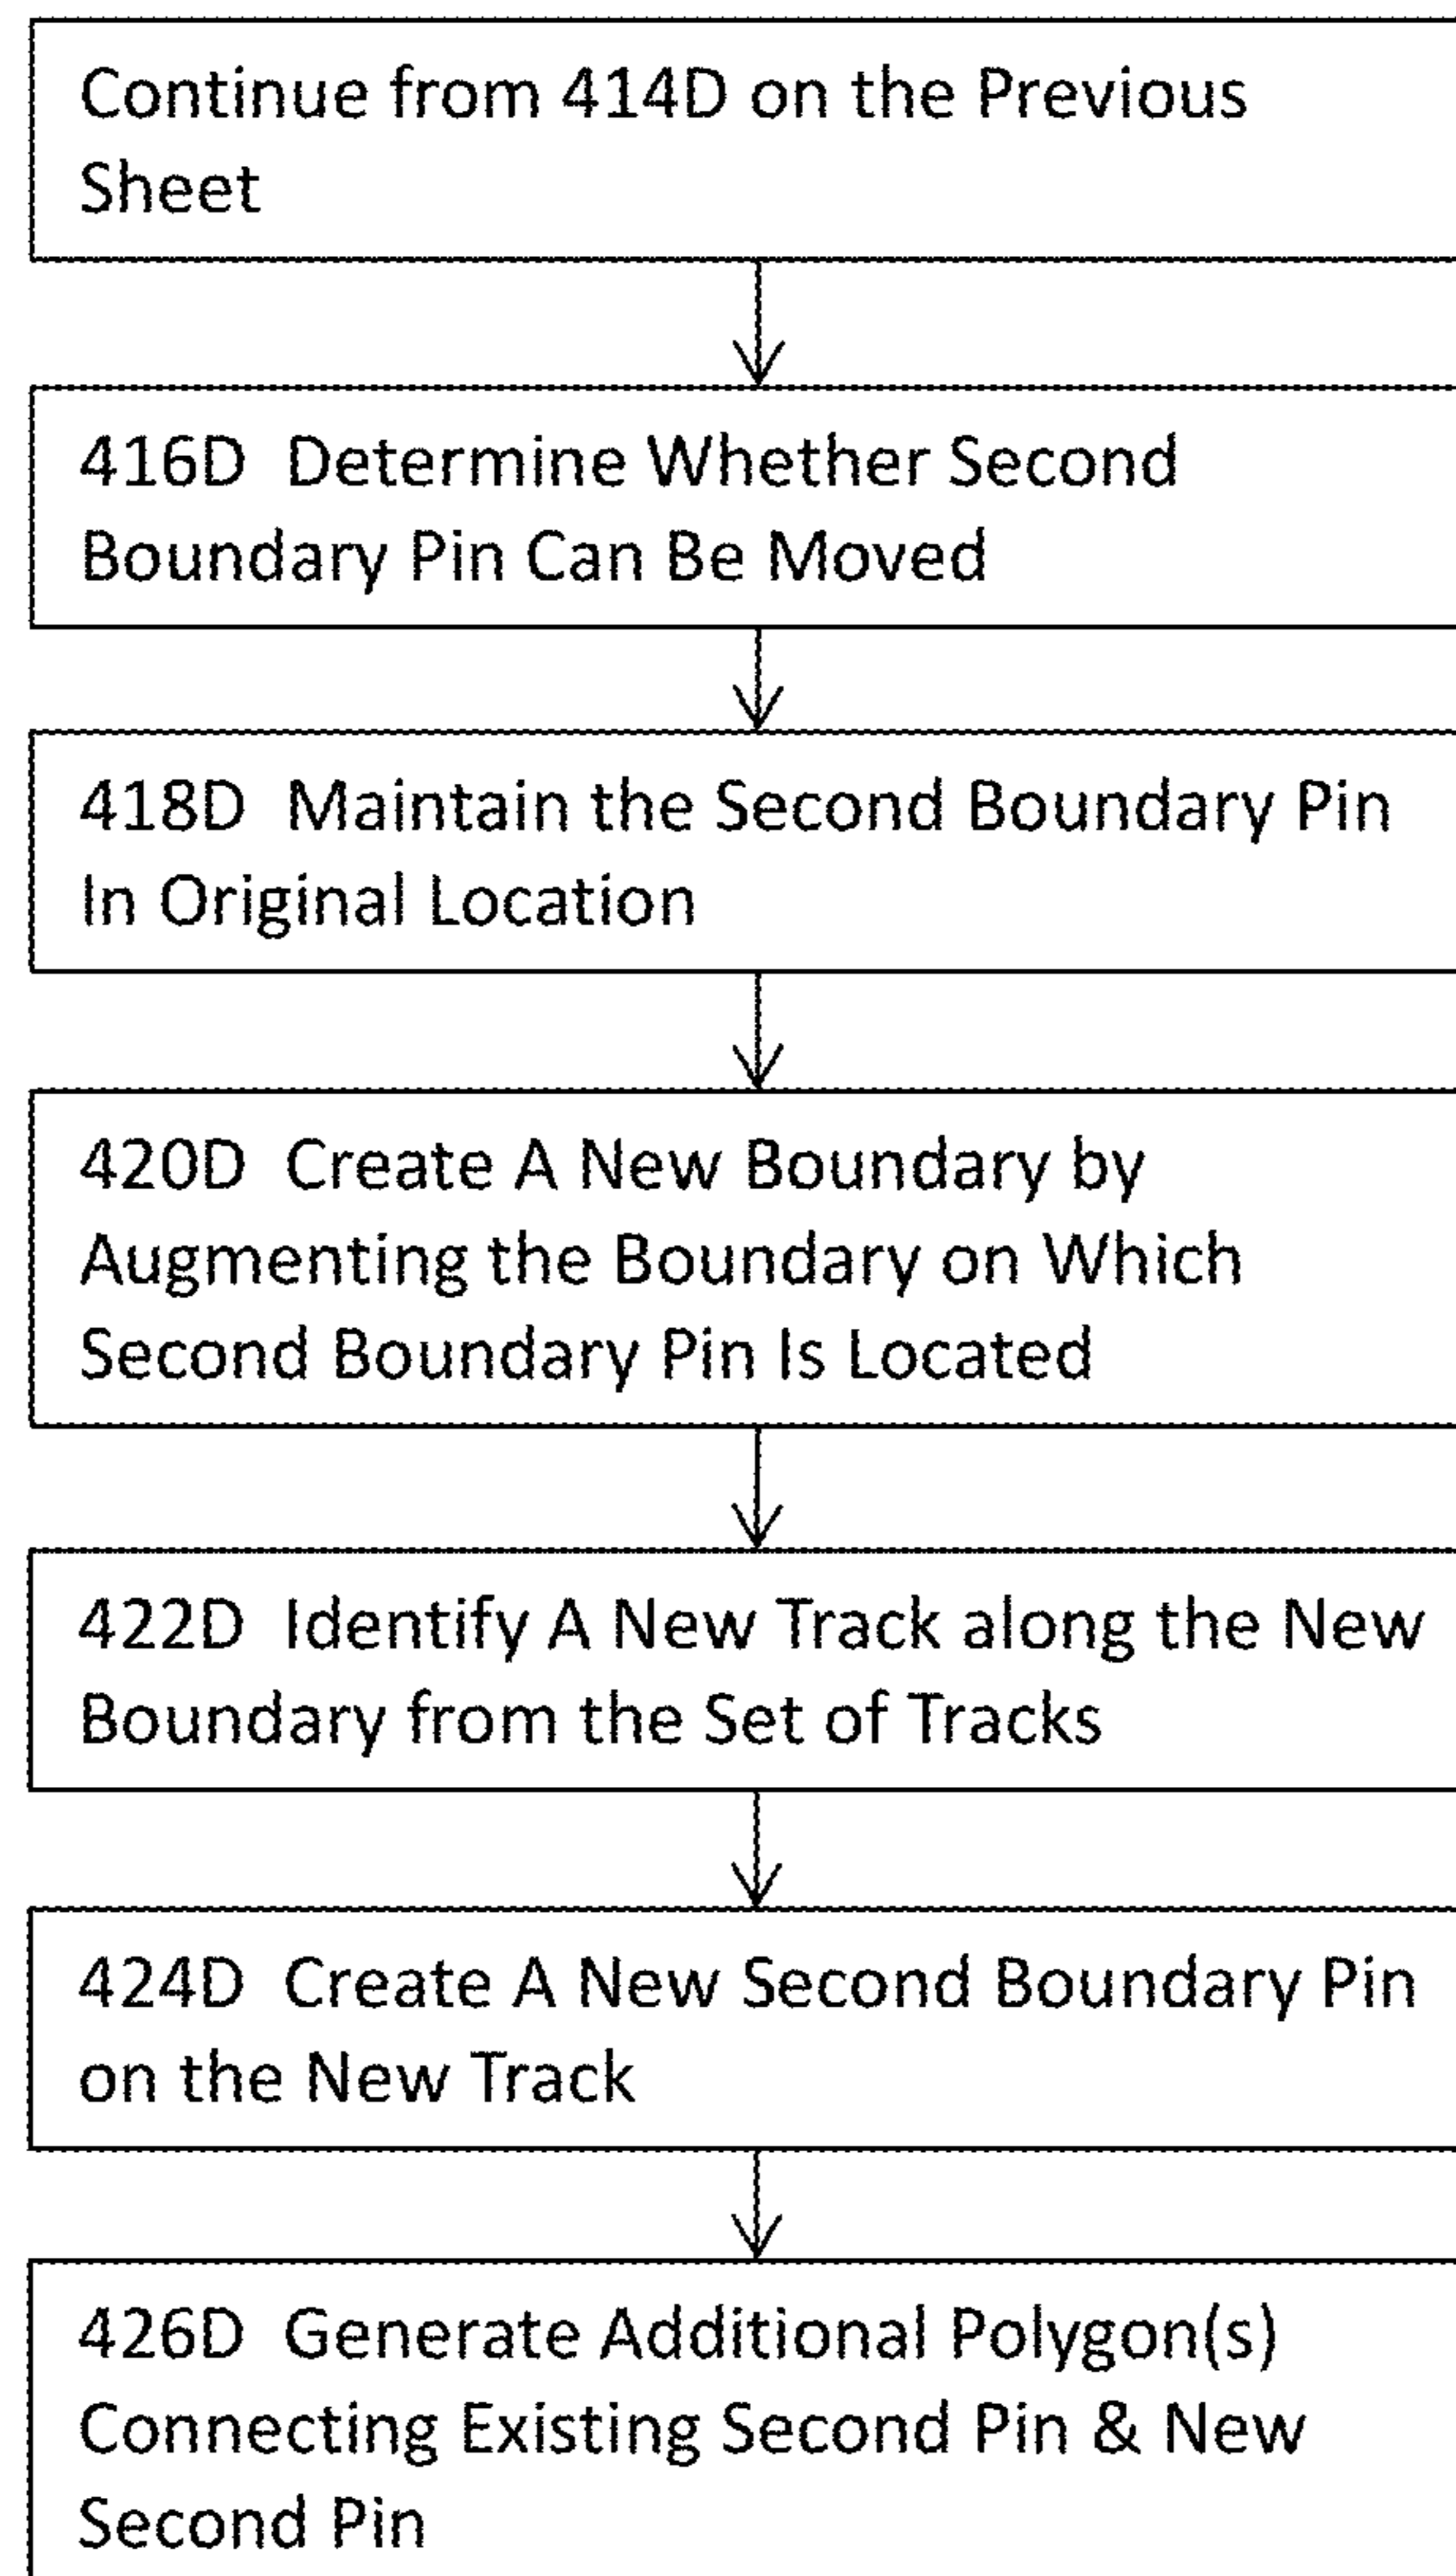 Continue from 414D on the Previous
Sheet
416D Determine Whether Second
Boundary Pin Can Be Moved
418D Maintain the Second Boundary Pin
In Original Location
420D Create A New Boundary by
Augmenting the Boundary on Which
Second Boundary Pin Is Located
422D Identify A New Track along the New
Boundary from the Set of Tracks
424D Create A New Second Boundary Pin
on the New Track
426D Generate Additional Polygon(s)
Connecting Existing Second Pin & New
Second Pin